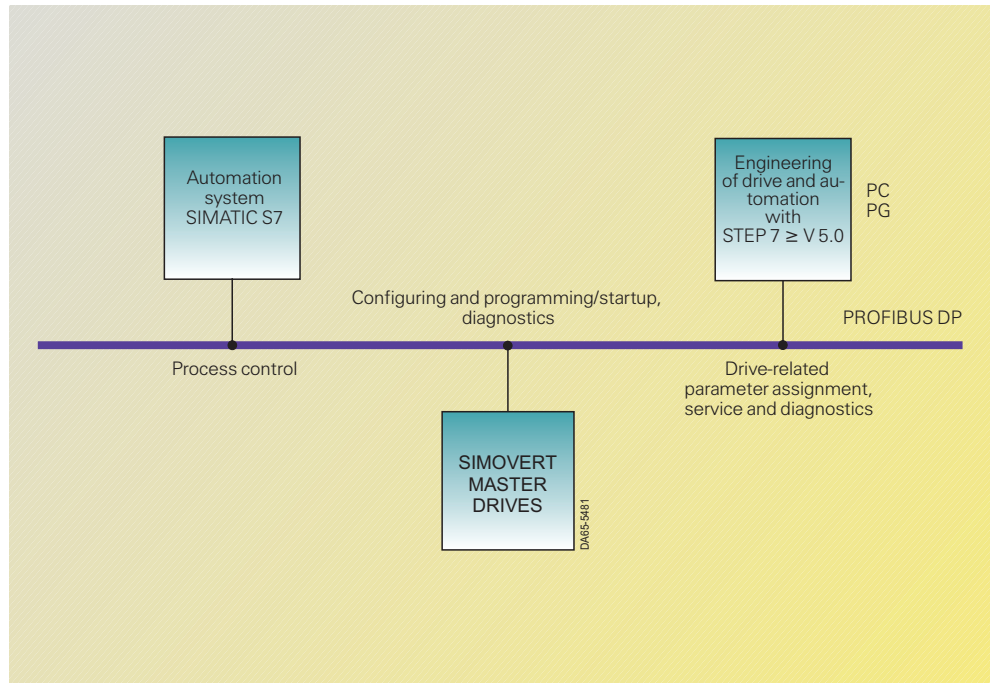 Automation
system
SIMATIC S7
Engineering
of drive and au-
tomation
with
STEP 7 ≥ V 5.0
PC
PG
Configuring and programming/startup,
diagnostics
PROFIBUS DP
Process control
Drive-related
parameter assignment,
service and diagnostics
SIMOVERT
MASTER
DRIVES
DA65-5481